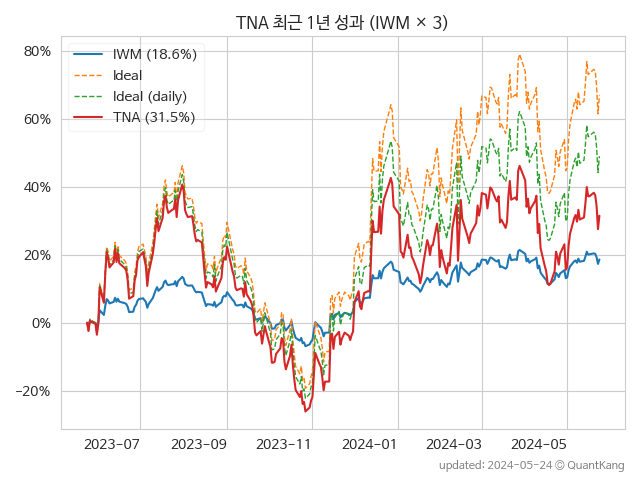 TNA 최근 1년 성과 (IWM × 3)
80%
60%
40%
20%
0%
−20%
IWM (18.6%)
Ideal
Ideal (daily)
TNA (31.5%)
2023-07
2023-09
2023-11
2024-01
2024-03
2024-05
updated: 2024-05-24 © QuantKang